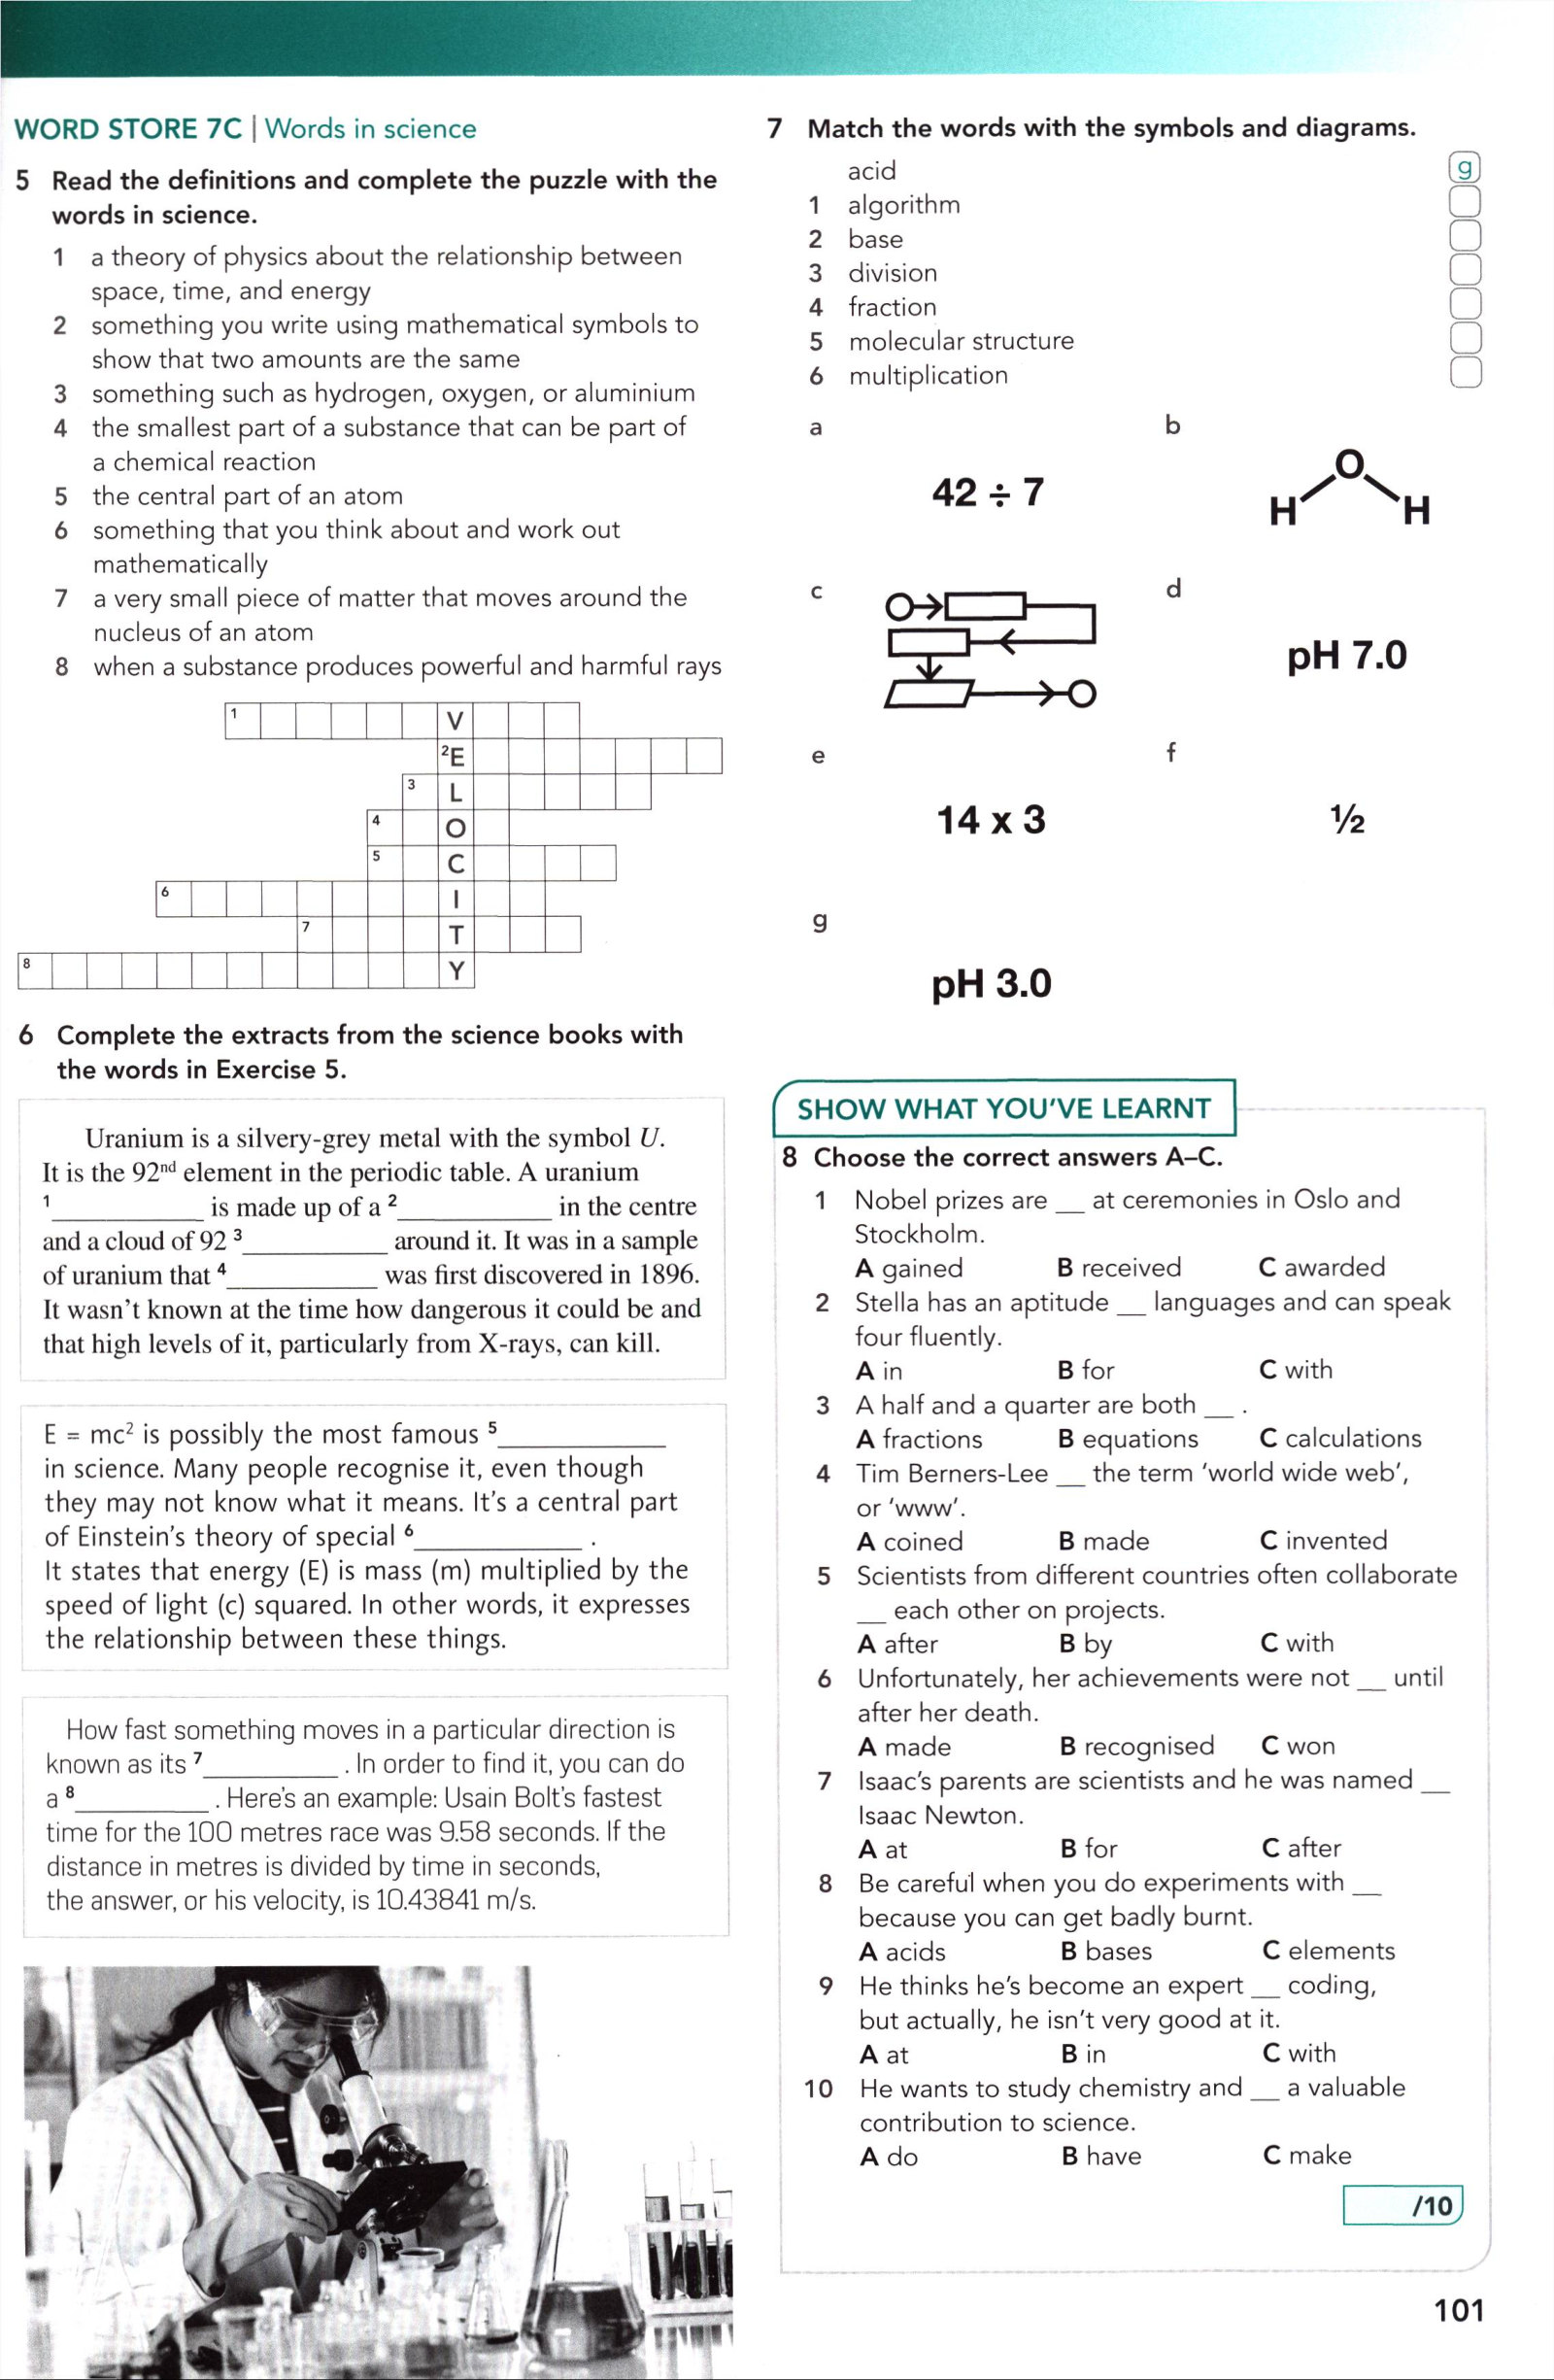 WORD STORE 7C | Words in science
5 Read the definitions and complete the puzzle with the
words in science.
1 a theory of physics about the relationship between
space, time, and energy
2 something you write using mathematical symbols to
show that two amounts are the same
3 something such as hydrogen, oxygen, or aluminium
4 the smallest part of a substance that can be part of
a chemical reaction
5 the central part of an atom
6 something that you think about and work out
mathematically
7 a very small piece of matter that moves around the
nucleus of an atom
8 when a substance produces powerful and harmful rays
1 V
2 E
3 L
4 O
5 C
6 I
7 T
8 Y
6 Complete the extracts from the science books with
the words in Exercise 5.
Uranium is a silvery-grey metal with the symbol U.
It is the 92nd element in the periodic table. A uranium
1___________ is made up of a 2___________ in the centre
and a cloud of 92 3___________ around it. It was in a sample
of uranium that 4___________ was first discovered in 1896.
It wasn't known at the time how dangerous it could be and
that high levels of it, particularly from X-rays, can kill.
E = mc² is possibly the most famous 5___________
in science. Many people recognise it, even though
they may not know what it means. It's a central part
of Einstein's theory of special 6___________ .
It states that energy (E) is mass (m) multiplied by the
speed of light (c) squared. In other words, it expresses
the relationship between these things.
How fast something moves in a particular direction is
known as its 7___________ . In order to find it, you can do
a 8___________ . Here's an example: Usain Bolt's fastest
time for the 100 metres race was 9.58 seconds. If the
distance in metres is divided by time in seconds,
the answer, or his velocity, is 10.43841 m/s.
7 Match the words with the symbols and diagrams.
acid g
1 algorithm
2 base
3 division
4 fraction
5 molecular structure
6 multiplication
a
42 ÷ 7
b
O
H H
c
d
pH 7.0
e
14 x 3
f
½
g
pH 3.0
SHOW WHAT YOU'VE LEARNT
8 Choose the correct answers A–C.
1 Nobel prizes are __ at ceremonies in Oslo and
Stockholm.
A gained B received C awarded
2 Stella has an aptitude __ languages and can speak
four fluently.
A in B for C with
3 A half and a quarter are both __ .
A fractions B equations C calculations
4 Tim Berners-Lee __ the term 'world wide web',
or 'www'.
A coined B made C invented
5 Scientists from different countries often collaborate
__ each other on projects.
A after B by C with
6 Unfortunately, her achievements were not __ until
after her death.
A made B recognised C won
7 Isaac's parents are scientists and he was named __
Isaac Newton.
A at B for C after
8 Be careful when you do experiments with __
because you can get badly burnt.
A acids B bases C elements
9 He thinks he's become an expert __ coding,
but actually, he isn't very good at it.
A at B in C with
10 He wants to study chemistry and __ a valuable
contribution to science.
A do B have C make
/10
101